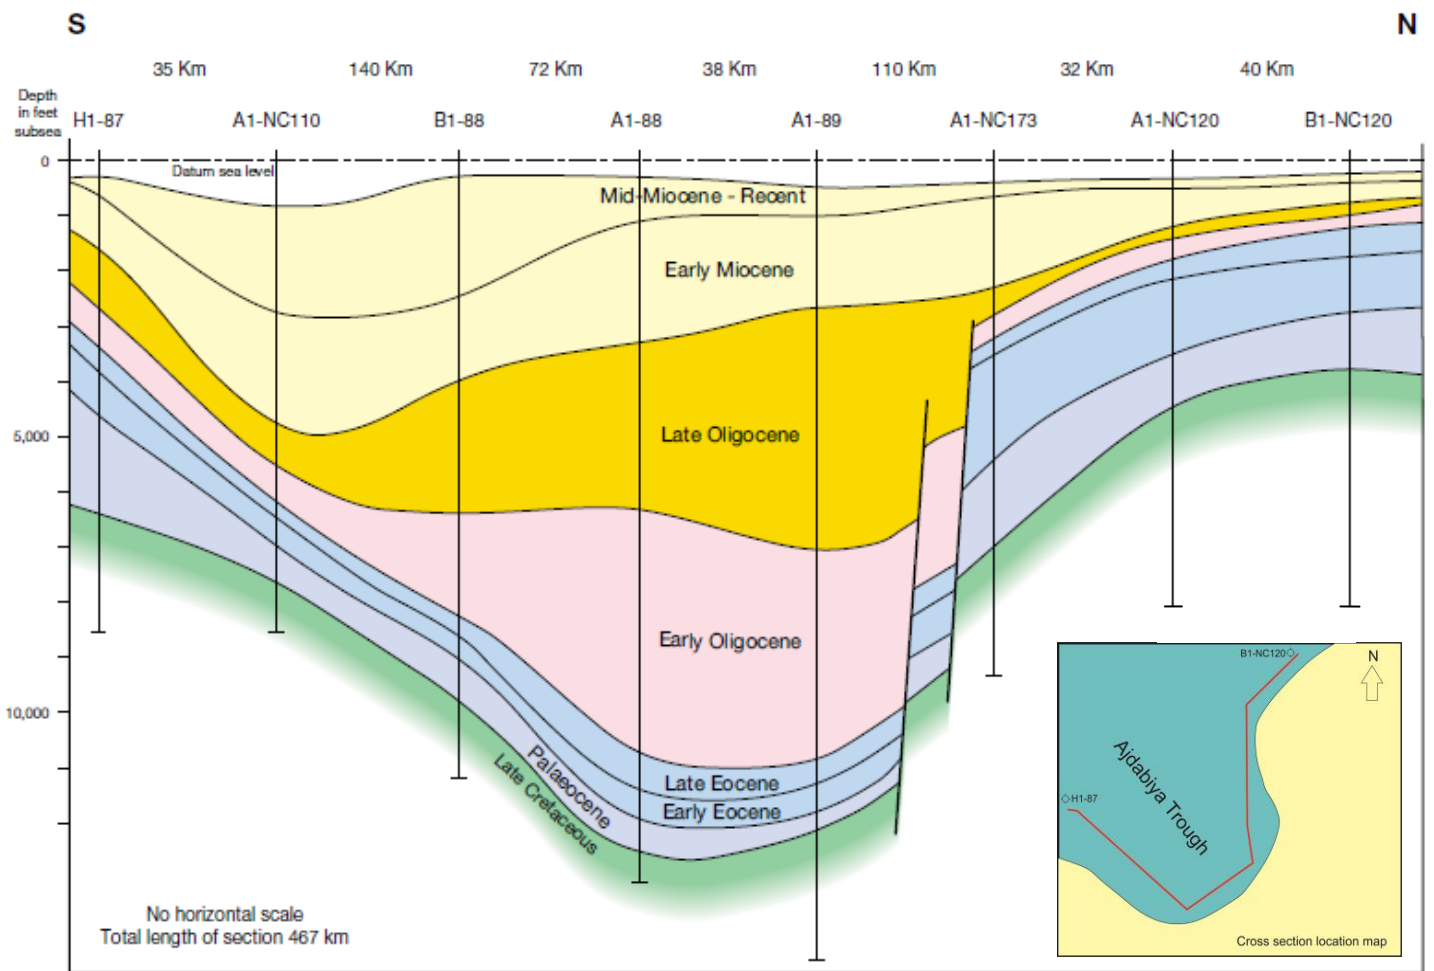 S
N
35 Km
140 Km
72 Km
38 Km
110 Km
32 Km
40 Km
Depth
in feet
subsea
H1-87
A1-NC110
B1-88
A1-88
A1-89
A1-NC173
A1-NC120
B1-NC120
0
Datum sea level
Mid-Miocene - Recent
Early Miocene
5,000
Late Oligocene
Early Oligocene
10,000
Late Eocene
Early Eocene
Palaeocene
Late Cretaceous
No horizontal scale
Total length of section 467 km
B1-NC120
N
H1-87
Ajdabiya Trough
Cross section location map